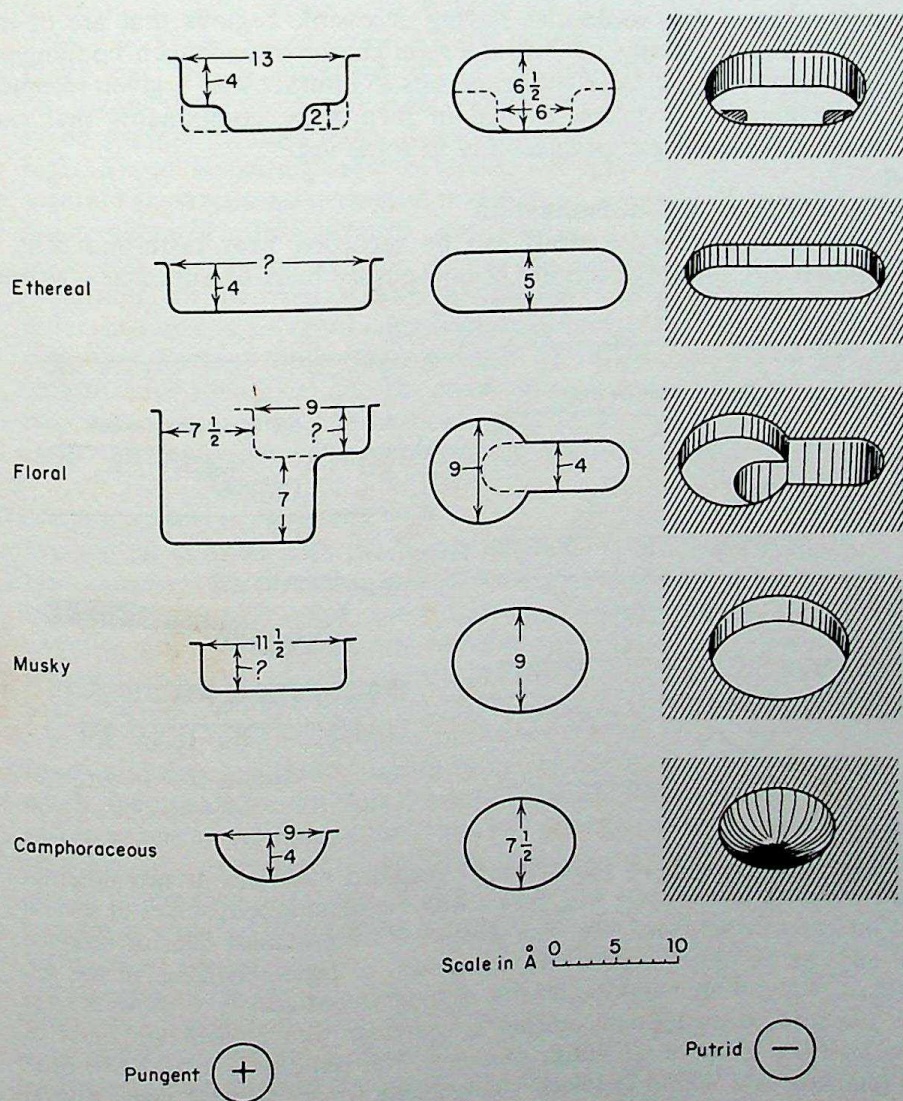 13
4
2
6 1/2
6
Ethereal
?
4
5
Floral
7 1/2
9
?
7
9
4
Musky
11 1/2
?
9
Camphoraceous
9
4
7 1/2
Scale in Å 0 5 10
Pungent +
Putrid −